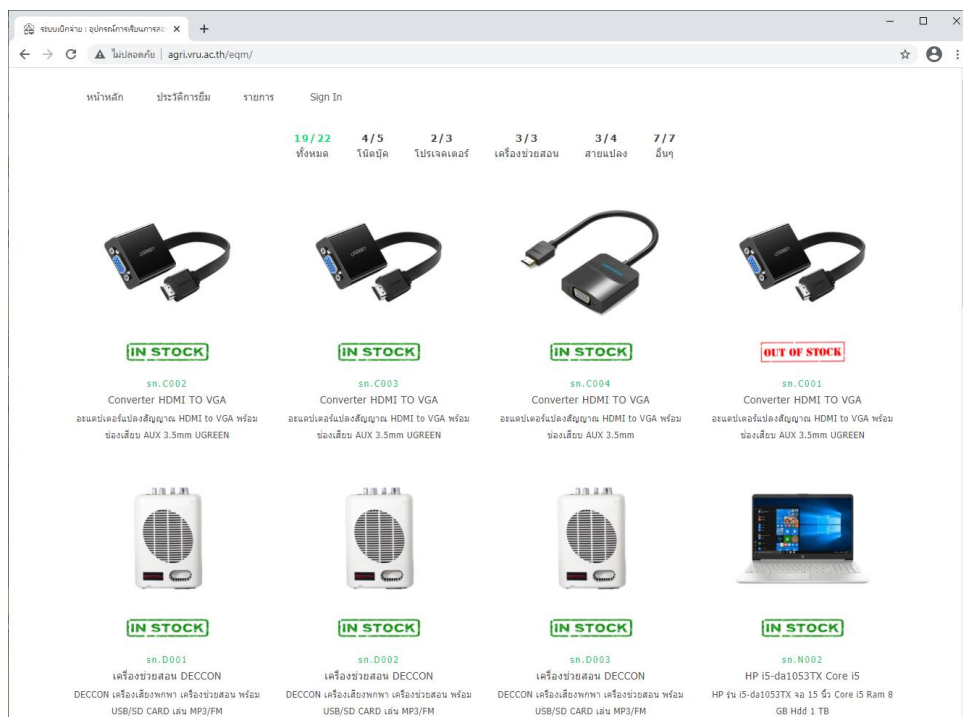 ระบบเบิกจ่าย : อุปกรณ์การเรียนการสอ
ไม่ปลอดภัย | agri.vru.ac.th/eqm/
หน้าหลัก ประวัติการยืม รายการ Sign In
19/22 4/5 2/3 3/3 3/4 7/7
ทั้งหมด โน้ตบุ๊ค โปรเจคเตอร์ เครื่องช่วยสอน สายแปลง อื่นๆ
UGREEN UGREEN UGREEN
IN STOCK IN STOCK IN STOCK OUT OF STOCK
sn.C002 sn.C003 sn.C004 sn.C001
Converter HDMI TO VGA Converter HDMI TO VGA Converter HDMI TO VGA Converter HDMI TO VGA
อะแดปเตอร์แปลงสัญญาณ HDMI to VGA พร้อม อะแดปเตอร์แปลงสัญญาณ HDMI to VGA พร้อม อะแดปเตอร์แปลงสัญญาณ HDMI to VGA พร้อม อะแดปเตอร์แปลงสัญญาณ HDMI to VGA พร้อม
ช่องเสียบ AUX 3.5mm UGREEN ช่องเสียบ AUX 3.5mm UGREEN ช่องเสียบ AUX 3.5mm ช่องเสียบ AUX 3.5mm UGREEN
IN STOCK IN STOCK IN STOCK IN STOCK
sn.D001 sn.D002 sn.D003 sn.N002
เครื่องช่วยสอน DECCON เครื่องช่วยสอน DECCON เครื่องช่วยสอน DECCON HP i5-da1053TX Core i5
DECCON เครื่องเสียงพกพา เครื่องช่วยสอน พร้อม DECCON เครื่องเสียงพกพา เครื่องช่วยสอน พร้อม DECCON เครื่องเสียงพกพา เครื่องช่วยสอน พร้อม HP รุ่น i5-da1053TX จอ 15 นิ้ว Core i5 Ram 8
USB/SD CARD เล่น MP3/FM USB/SD CARD เล่น MP3/FM USB/SD CARD เล่น MP3/FM GB Hdd 1 TB